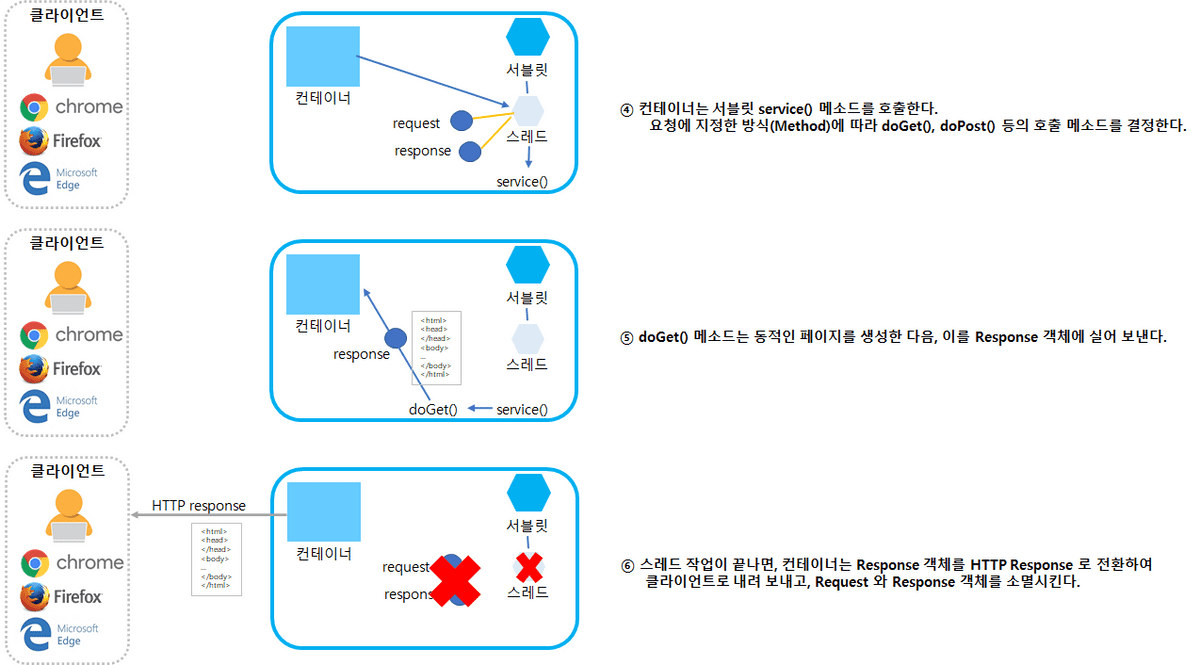 클라이언트
chrome
Firefox
Microsoft
Edge
컨테이너
서블릿
request
response
스레드
service()
④ 컨테이너는 서블릿 service() 메소드를 호출한다.
요청에 지정한 방식(Method)에 따라 doGet(), doPost() 등의 호출 메소드를 결정한다.
클라이언트
chrome
Firefox
Microsoft
Edge
컨테이너
서블릿
response
<html>
<head>
</head>
<body>
...
</body>
</html>
스레드
doGet()
service()
⑤ doGet() 메소드는 동적인 페이지를 생성한 다음, 이를 Response 객체에 실어 보낸다.
클라이언트
chrome
Firefox
Microsoft
Edge
HTTP response
<html>
<head>
</head>
<body>
...
</body>
</html>
컨테이너
서블릿
request
respons
스레드
⑥ 스레드 작업이 끝나면, 컨테이너는 Response 객체를 HTTP Response 로 전환하여
클라이언트로 내려 보내고, Request 와 Response 객체를 소멸시킨다.